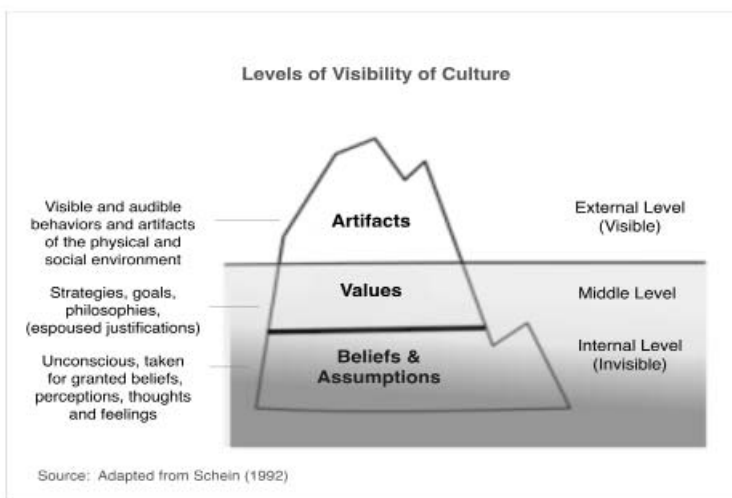 Levels of Visibility of Culture
Visible and audible
behaviors and artifacts
of the physical and
social environment
Artifacts
External Level
(Visible)
Strategies, goals,
philosophies,
(espoused justifications)
Values
Middle Level
Unconscious, taken
for granted beliefs,
perceptions, thoughts
and feelings
Beliefs &
Assumptions
Internal Level
(Invisible)
Source: Adapted from Schein (1992)